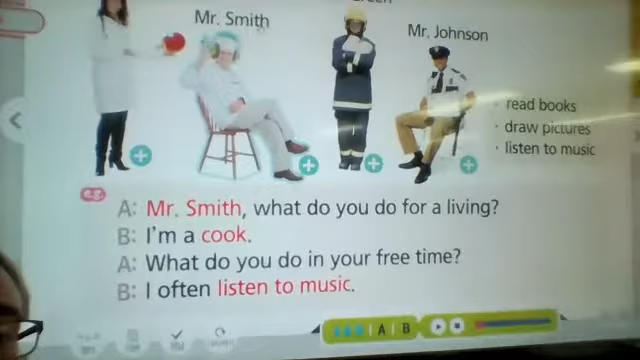 Mr. Smith
Mr. Johnson
· read books
· draw pictures
· listen to music
e.g.
A: Mr. Smith, what do you do for a living?
B: I'm a cook.
A: What do you do in your free time?
B: I often listen to music.
A B